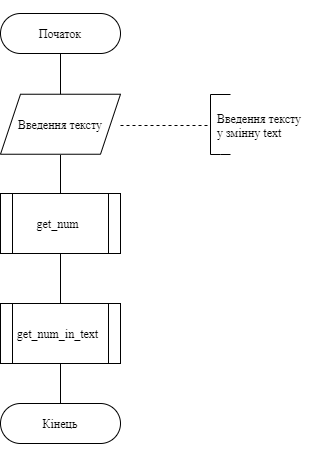 Початок
Введення тексту
Введення тексту
у змінну text
get_num
get_num_in_text
Кінець